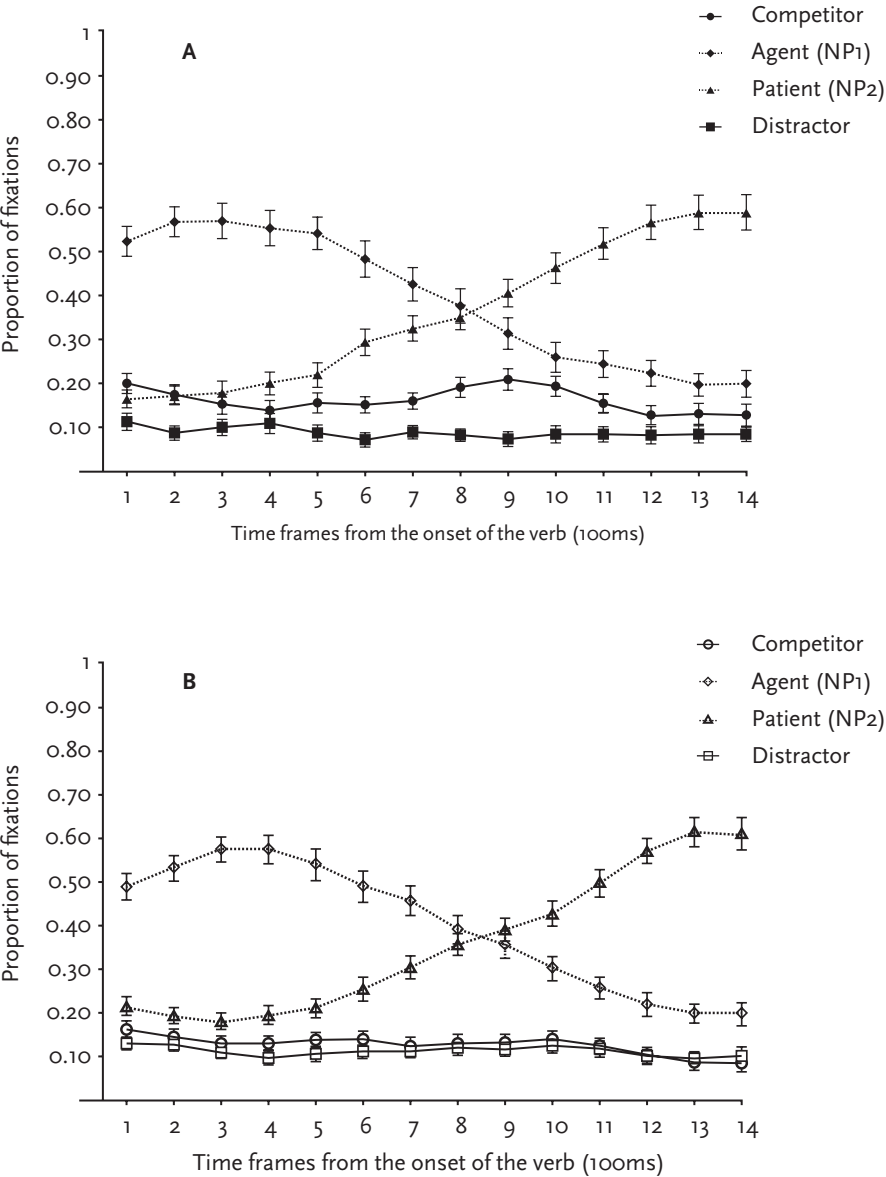 Competitor
Agent (NP1)
Patient (NP2)
Distractor
A
Proportion of fixations
1
0.90
0.80
0.70
0.60
0.50
0.40
0.30
0.20
0.10
1 2 3 4 5 6 7 8 9 10 11 12 13 14
Time frames from the onset of the verb (100ms)
Competitor
Agent (NP1)
Patient (NP2)
Distractor
B
Proportion of fixations
1
0.90
0.80
0.70
0.60
0.50
0.40
0.30
0.20
0.10
1 2 3 4 5 6 7 8 9 10 11 12 13 14
Time frames from the onset of the verb (100ms)